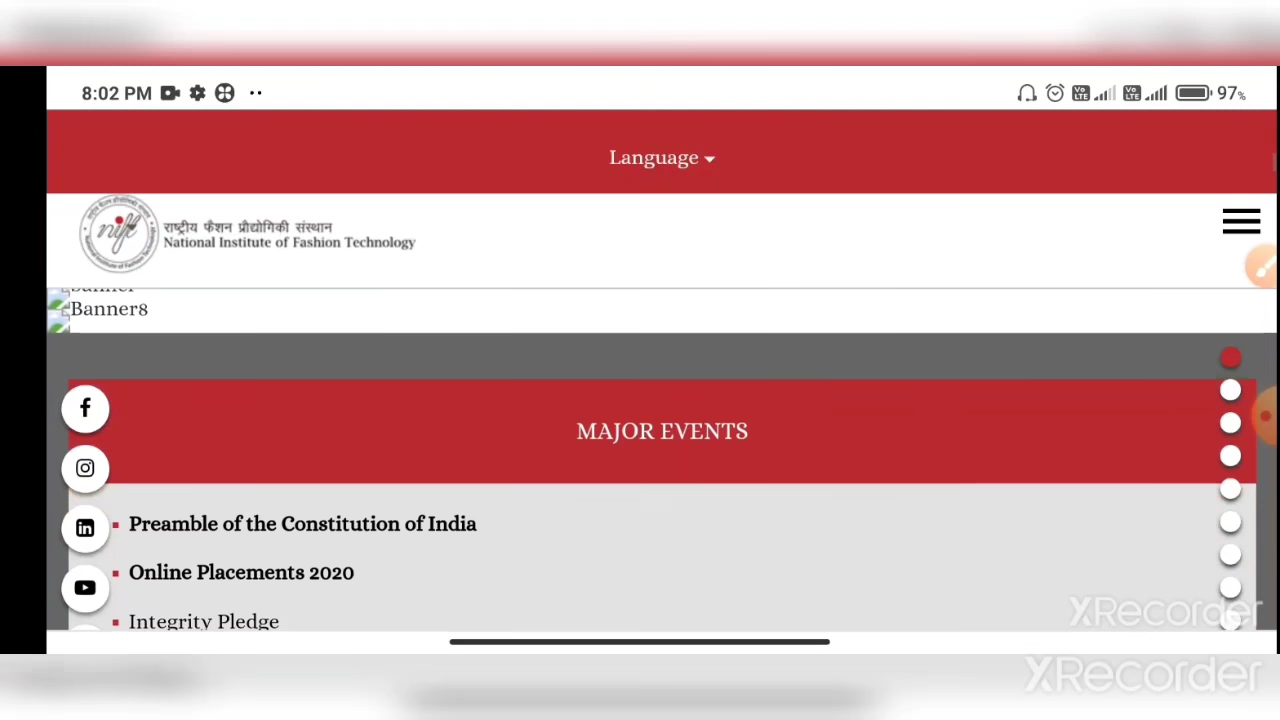 8:02 PM
97%
Language
nift
राष्ट्रीय फैशन प्रौद्योगिकी संस्थान
National Institute of Fashion Technology
Banner8
MAJOR EVENTS
Preamble of the Constitution of India
Online Placements 2020
Integrity Pledge
XRecorder
XRecorder